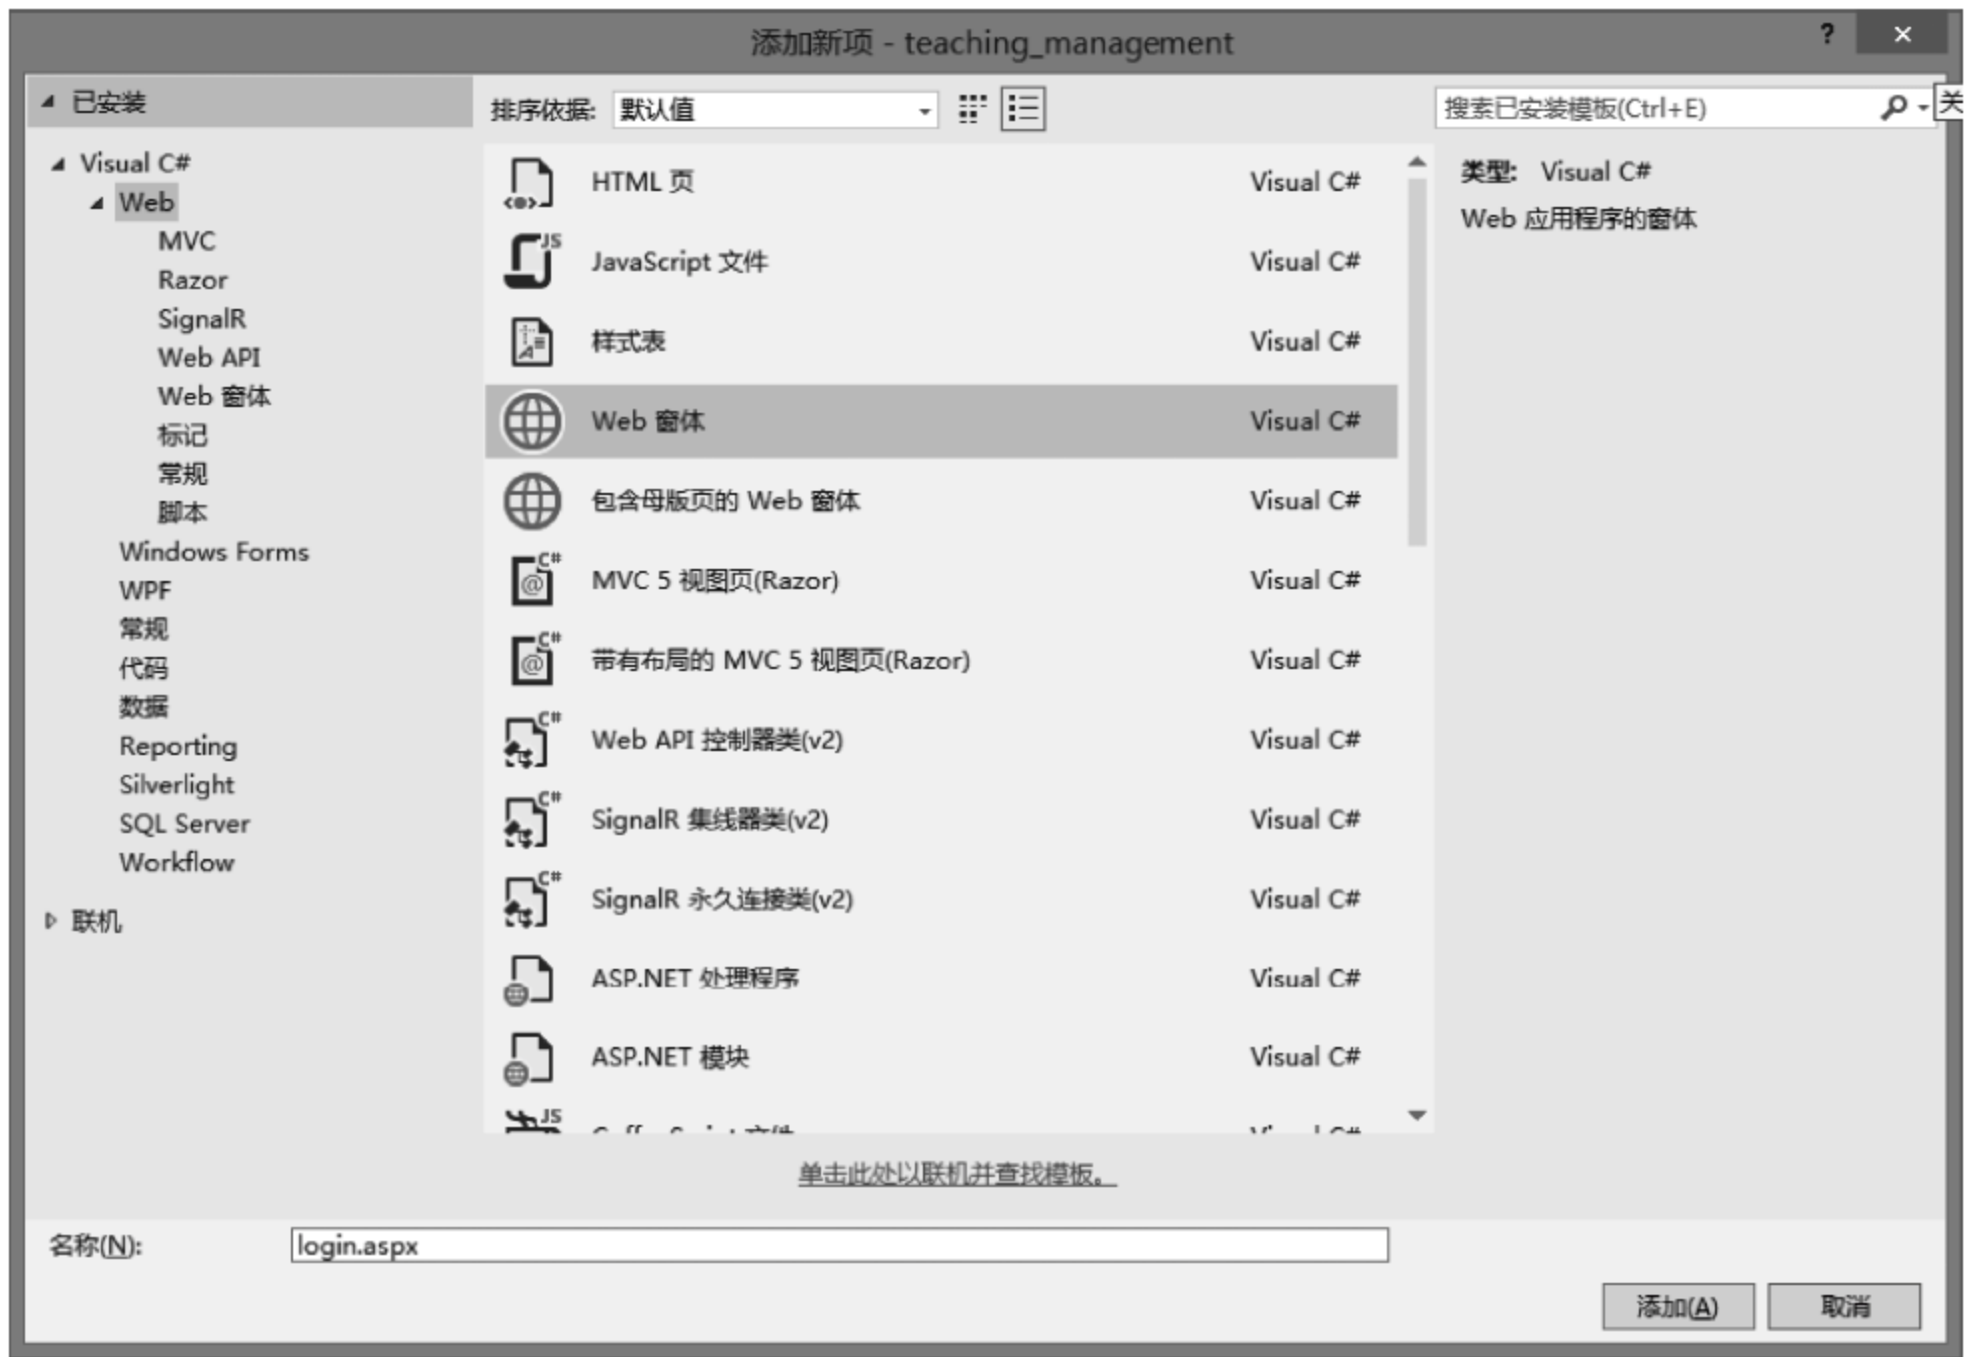 添加新项 - teaching_management
?
已安装
Visual C#
Web
MVC
Razor
SignalR
Web API
Web 窗体
标记
常规
脚本
Windows Forms
WPF
常规
代码
数据
Reporting
Silverlight
SQL Server
Workflow
联机
排序依据: 默认值
HTML 页 Visual C#
JavaScript 文件 Visual C#
样式表 Visual C#
Web 窗体 Visual C#
包含母版页的 Web 窗体 Visual C#
MVC 5 视图页(Razor) Visual C#
带有布局的 MVC 5 视图页(Razor) Visual C#
Web API 控制器类(v2) Visual C#
SignalR 集线器类(v2) Visual C#
SignalR 永久连接类(v2) Visual C#
ASP.NET 处理程序 Visual C#
ASP.NET 模块 Visual C#
单击此处以联机并查找模板。
搜索已安装模板(Ctrl+E)
关
类型: Visual C#
Web 应用程序的窗体
名称(N): login.aspx
添加(A) 取消